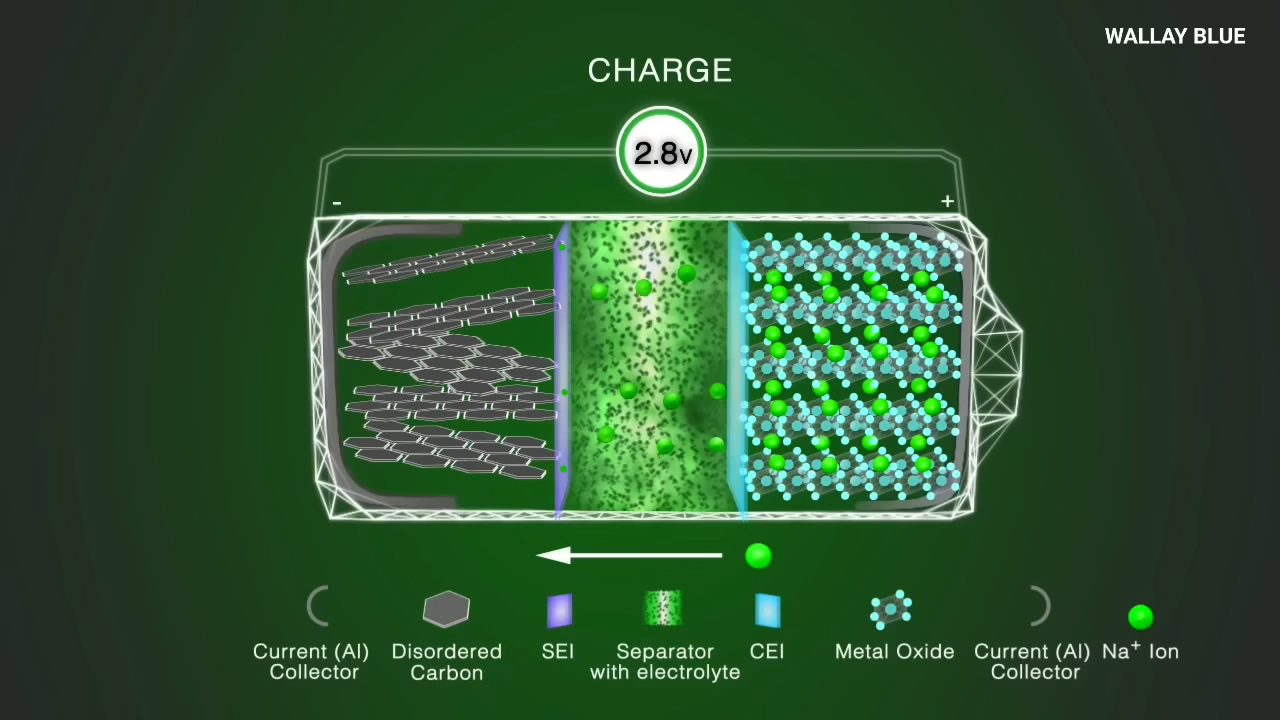 WALLAY BLUE
CHARGE
2.8v
- +
Current (Al) Disordered SEI Separator CEI Metal Oxide Current (Al) Na⁺ Ion
Collector Carbon with electrolyte Collector